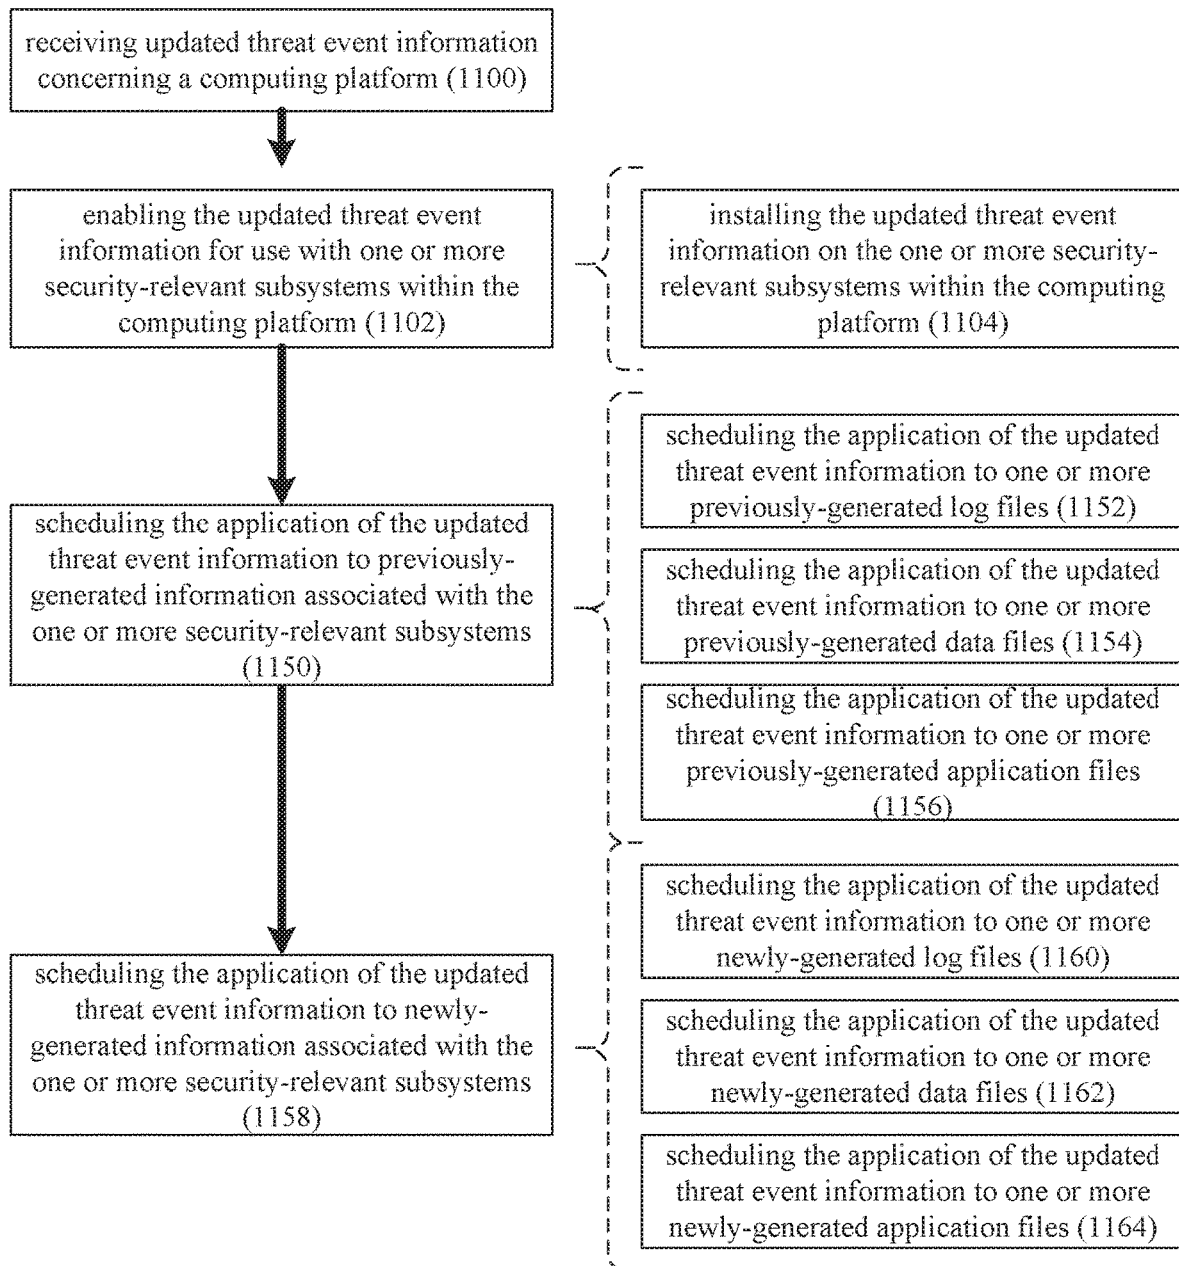 receiving updated threat event information
concerning a computing platform (1100)
enabling the updated threat event
information for use with one or more
security-relevant subsystems within the
computing platform (1102)
installing the updated threat event
information on the one or more security-
relevant subsystems within the computing
platform (1104)
scheduling the application of the updated
threat event information to previously-
generated information associated with the
one or more security-relevant subsystems
(1150)
scheduling the application of the updated
threat event information to one or more
previously-generated log files (1152)
scheduling the application of the updated
threat event information to one or more
previously-generated data files (1154)
scheduling the application of the updated
threat event information to one or more
previously-generated application files
(1156)
scheduling the application of the updated
threat event information to newly-
generated information associated with the
one or more security-relevant subsystems
(1158)
scheduling the application of the updated
threat event information to one or more
newly-generated log files (1160)
scheduling the application of the updated
threat event information to one or more
newly-generated data files (1162)
scheduling the application of the updated
threat event information to one or more
newly-generated application files (1164)